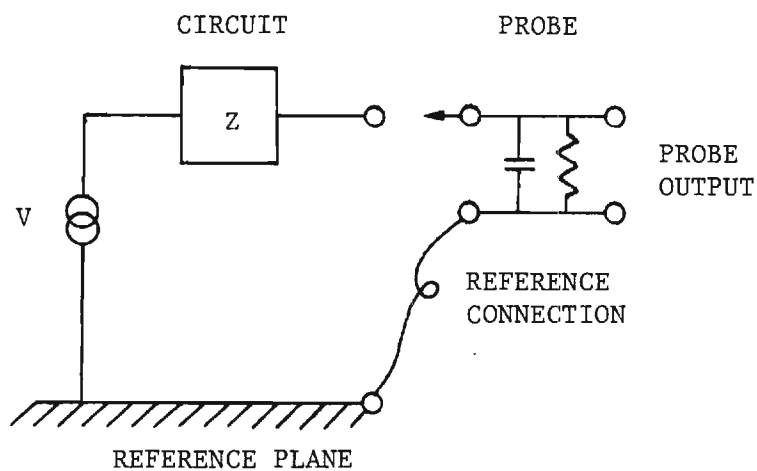 CIRCUIT
PROBE
Z
PROBE
OUTPUT
V
REFERENCE
CONNECTION
REFERENCE PLANE